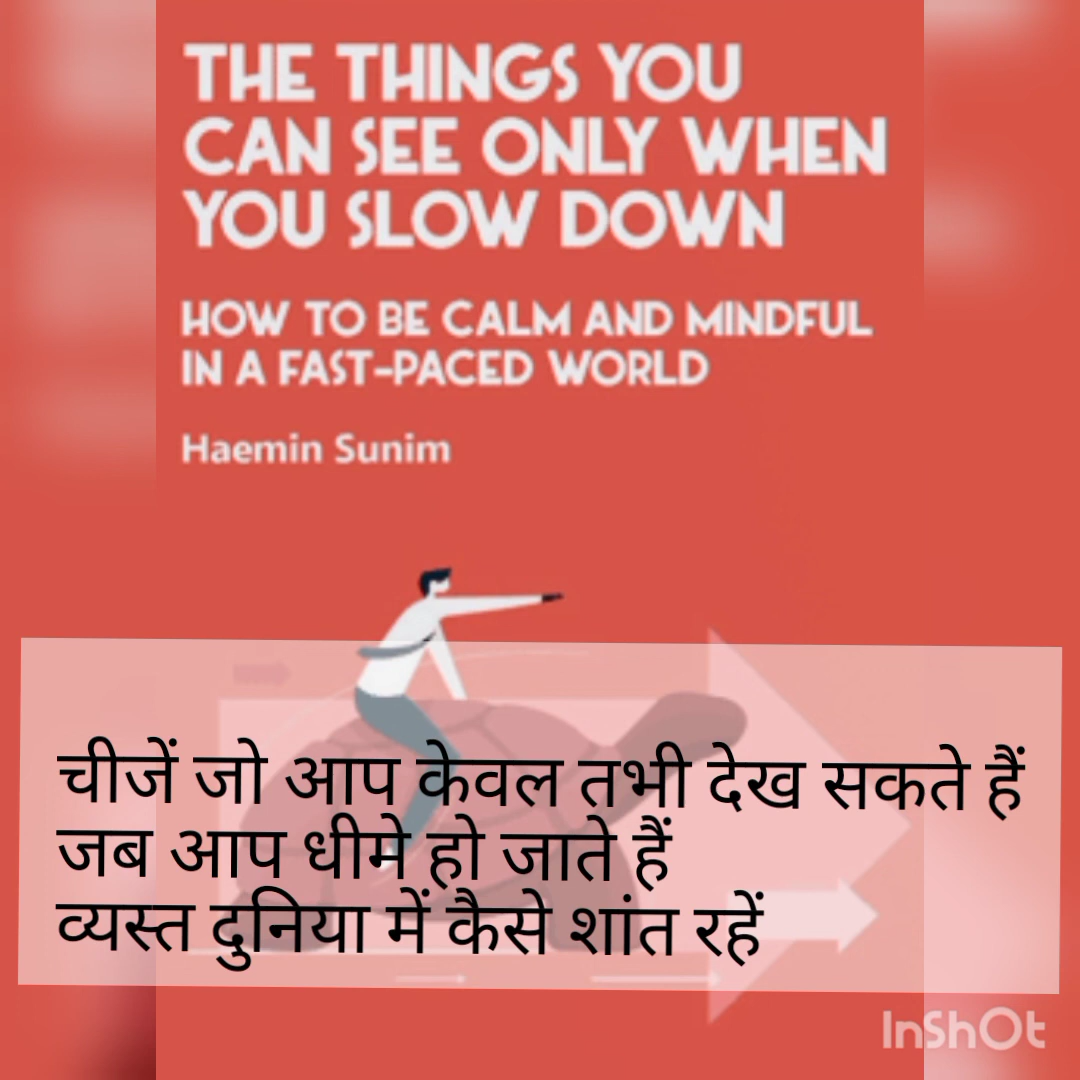 THE THINGS YOU
CAN SEE ONLY WHEN
YOU SLOW DOWN
HOW TO BE CALM AND MINDFUL
IN A FAST-PACED WORLD
Haemin Sunim
चीजें जो आप केवल तभी देख सकते हैं
जब आप धीमे हो जाते हैं
व्यस्त दुनिया में कैसे शांत रहें
InShOt